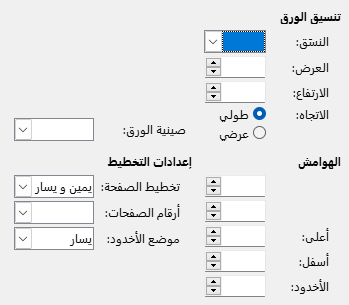 تنسيق الورق
النسَق:
العرض:
الارتفاع:
الاتجاه:
طولي
عرضي
صينية الورق:
الهوامش
أعلى:
أسفل:
الأخدود:
إعدادات التخطيط
تخطيط الصفحة:
يمين و يسار
أرقام الصفحات:
موضع الأخدود:
يسار